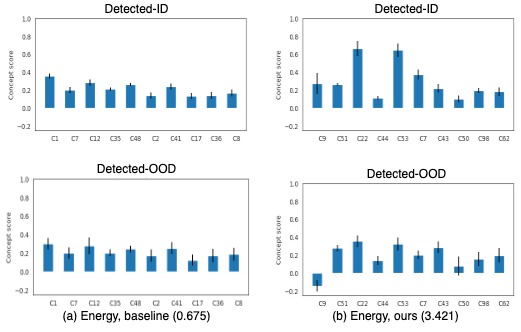 Detected-ID
Concept score
1.0
0.8
0.6
0.4
0.2
0.0
−0.2
C1 C7 C12 C35 C48 C2 C41 C17 C36 C8
Detected-ID
Concept score
1.0
0.8
0.6
0.4
0.2
0.0
−0.2
C9 C51 C22 C44 C53 C7 C43 C50 C98 C62
Detected-OOD
Concept score
1.0
0.8
0.6
0.4
0.2
0.0
−0.2
C1 C7 C12 C35 C48 C2 C41 C17 C36 C8
(a) Energy, baseline (0.675)
Detected-OOD
Concept score
1.0
0.8
0.6
0.4
0.2
0.0
−0.2
C9 C51 C22 C44 C53 C7 C43 C50 C98 C62
(b) Energy, ours (3.421)